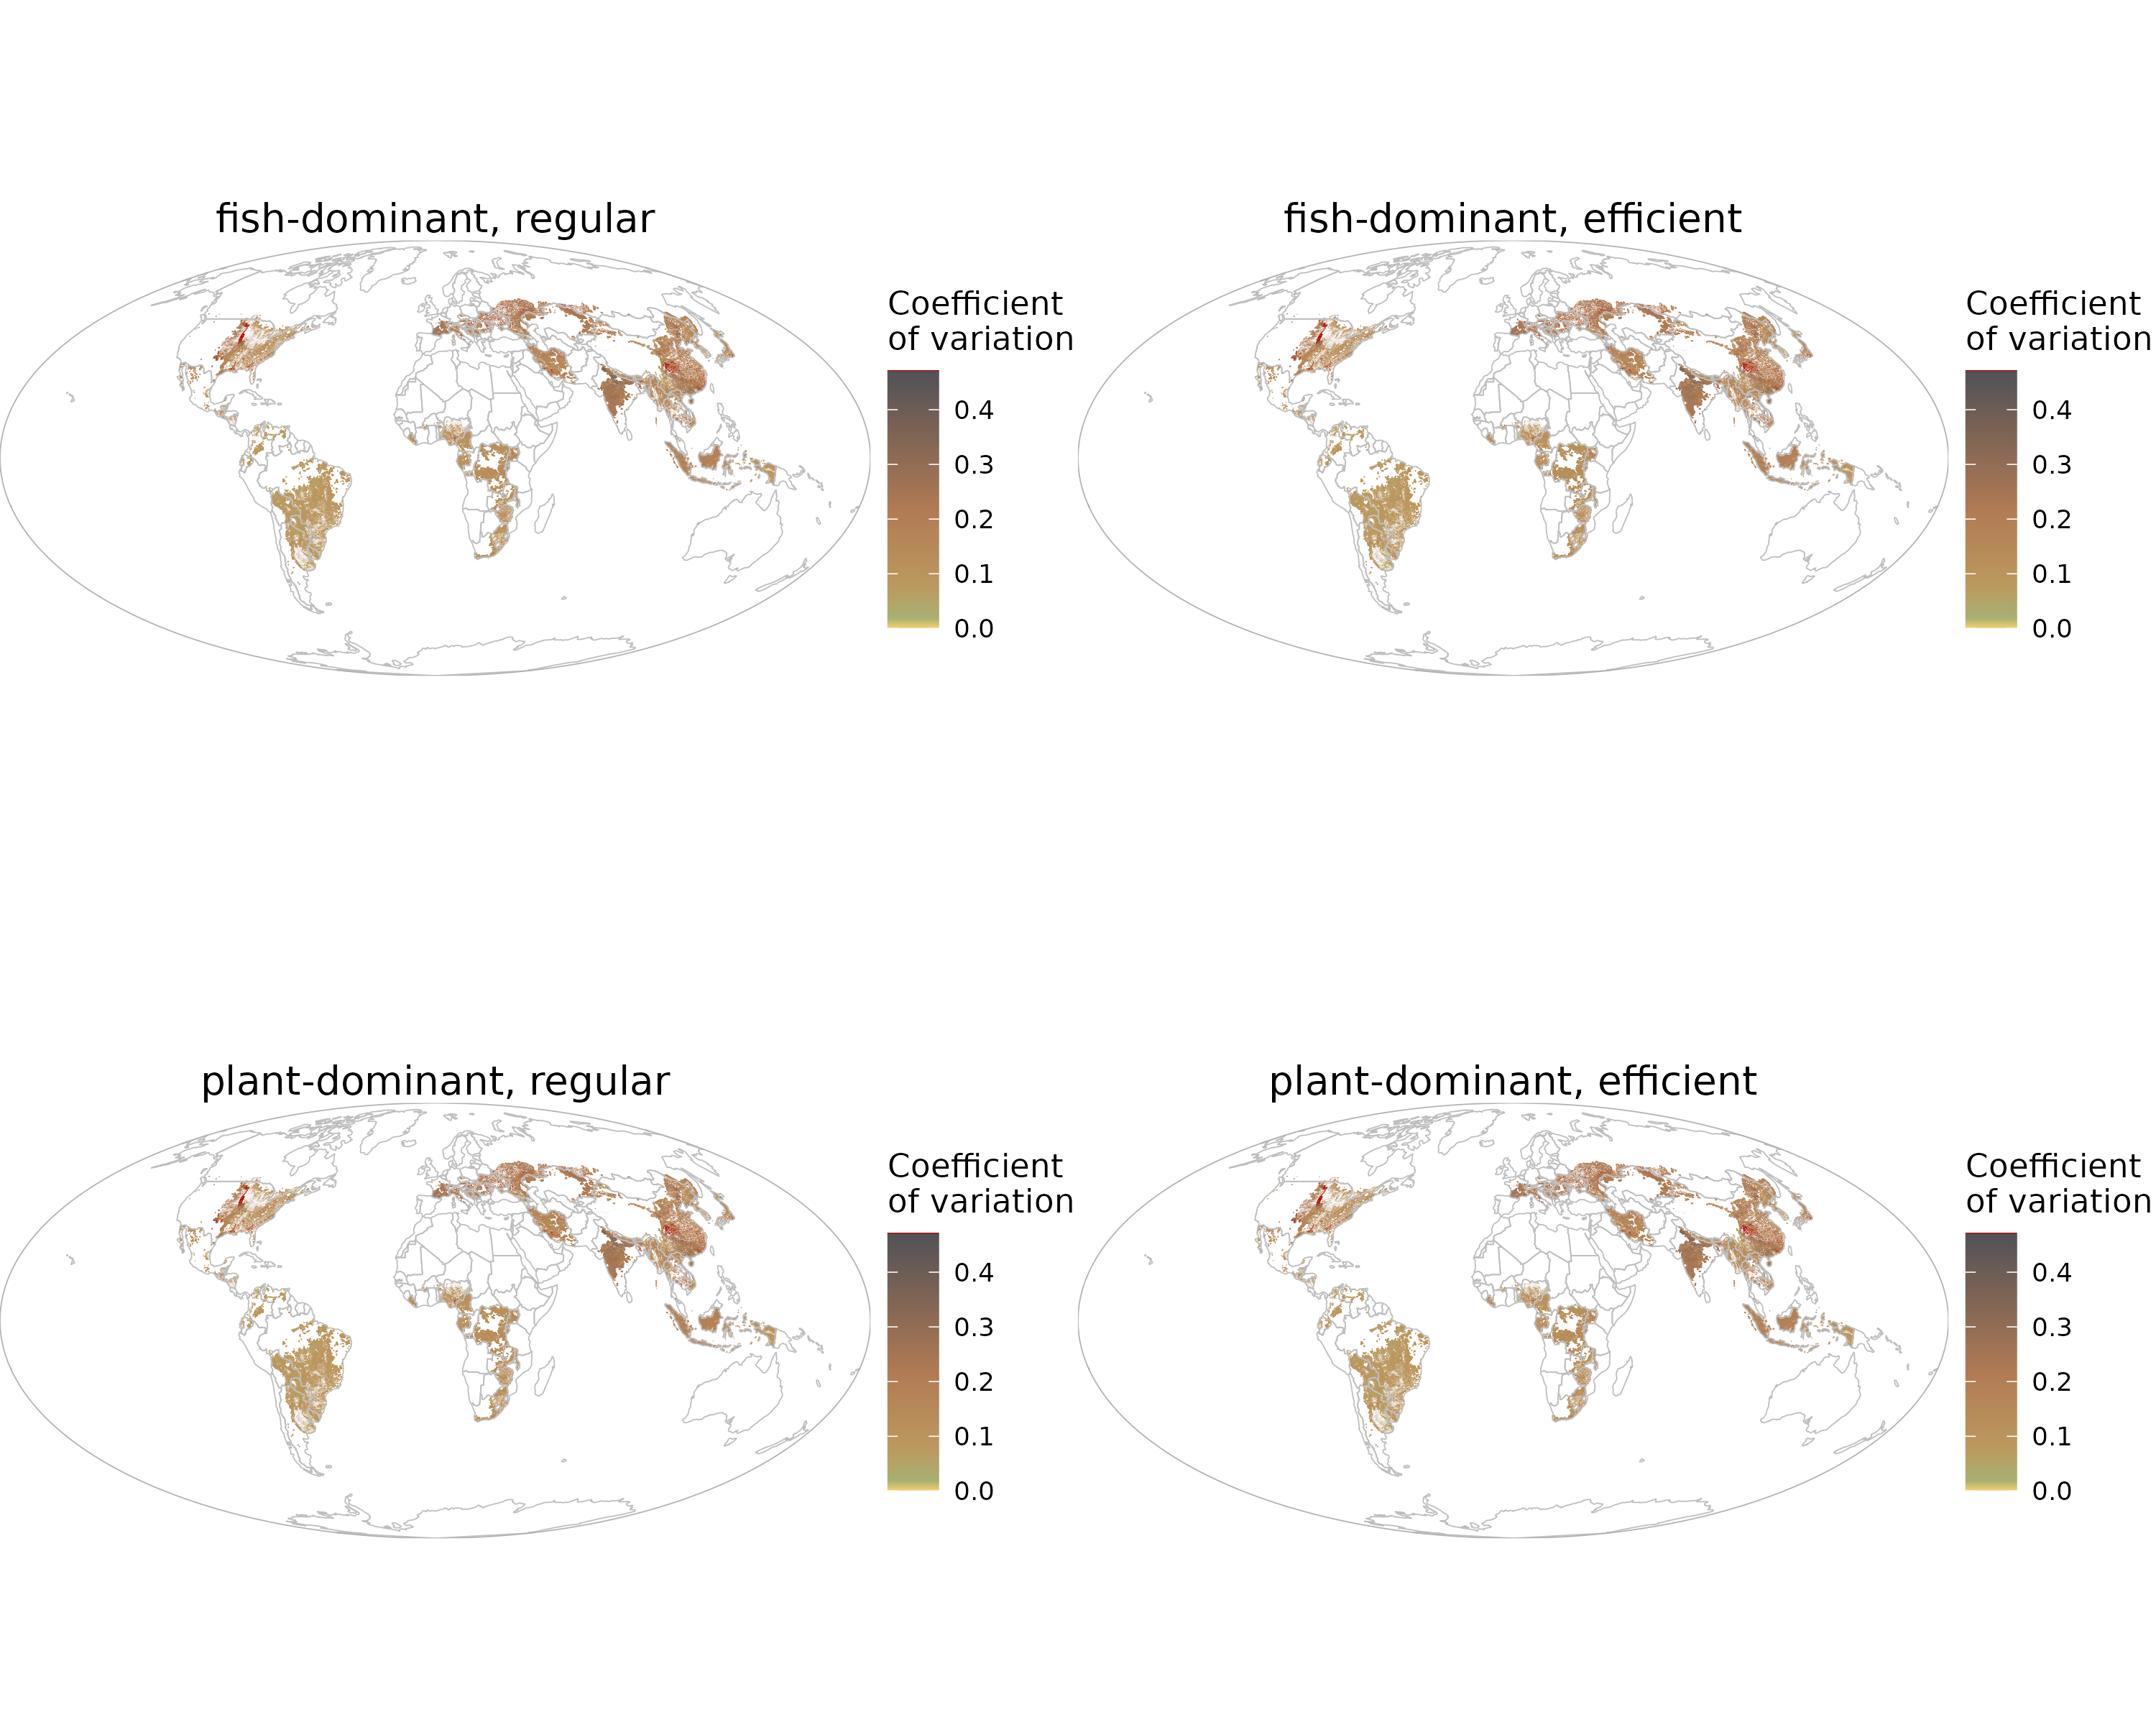 fish-dominant, regular
Coefficient
of variation
0.4
0.3
0.2
0.1
0.0
fish-dominant, efficient
Coefficient
of variation
0.4
0.3
0.2
0.1
0.0
plant-dominant, regular
Coefficient
of variation
0.4
0.3
0.2
0.1
0.0
plant-dominant, efficient
Coefficient
of variation
0.4
0.3
0.2
0.1
0.0